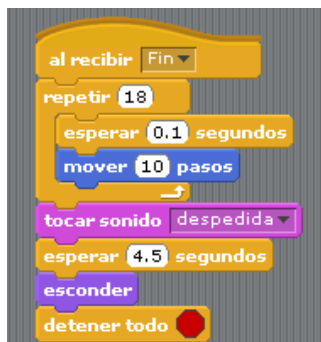 al recibir Fin
repetir 18
esperar 0.1 segundos
mover 10 pasos
tocar sonido despedida
esperar 4.5 segundos
esconder
detener todo